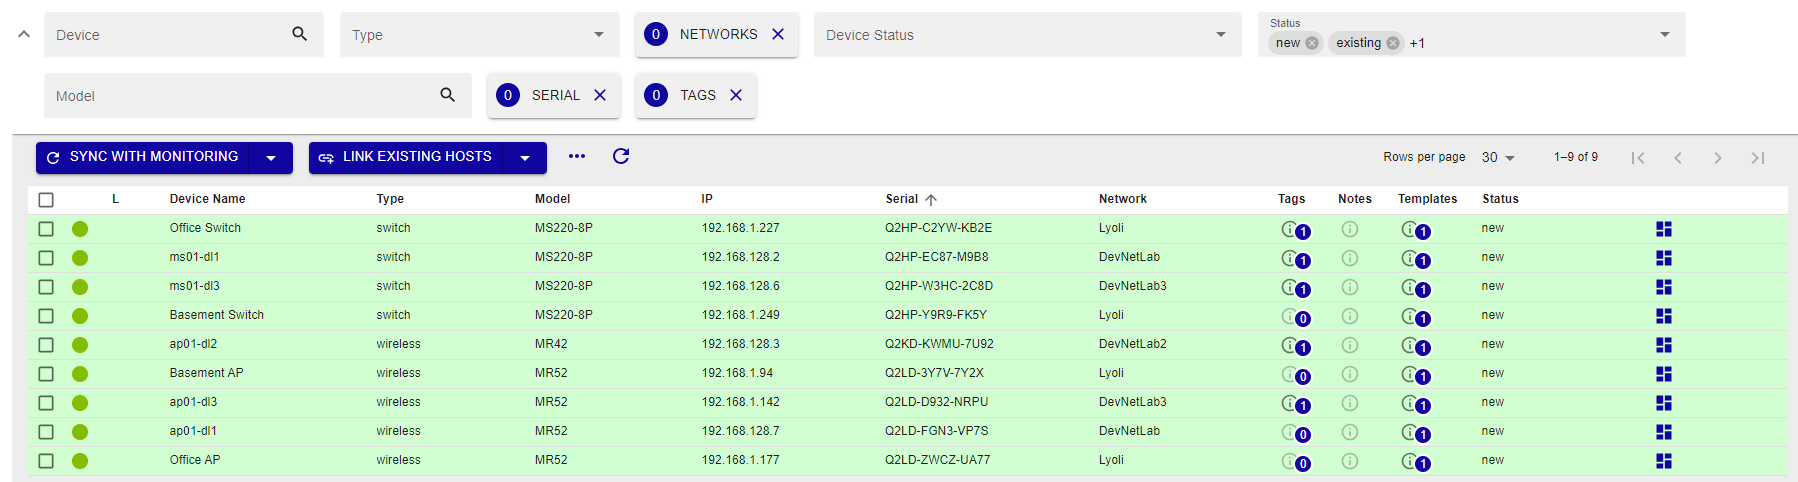 Device Type 0 NETWORKS Device Status Status new existing +1
Model 0 SERIAL 0 TAGS
SYNC WITH MONITORING LINK EXISTING HOSTS Rows per page 30 1–9 of 9
L Device Name Type Model IP Serial Network Tags Notes Templates Status
Office Switch switch MS220-8P 192.168.1.227 Q2HP-C2YW-KB2E Lyoli 1 1 new
ms01-dl1 switch MS220-8P 192.168.128.2 Q2HP-EC87-M9B8 DevNetLab 1 1 new
ms01-dl3 switch MS220-8P 192.168.128.6 Q2HP-W3HC-2C8D DevNetLab3 1 1 new
Basement Switch switch MS220-8P 192.168.1.249 Q2HP-Y9R9-FK5Y Lyoli 0 1 new
ap01-dl2 wireless MR42 192.168.128.3 Q2KD-KWMU-7U92 DevNetLab2 1 1 new
Basement AP wireless MR52 192.168.1.94 Q2LD-3Y7V-7Y2X Lyoli 0 1 new
ap01-dl3 wireless MR52 192.168.1.142 Q2LD-D932-NRPU DevNetLab3 1 1 new
ap01-dl1 wireless MR52 192.168.128.7 Q2LD-FGN3-VP7S DevNetLab 0 1 new
Office AP wireless MR52 192.168.1.177 Q2LD-ZWCZ-UA77 Lyoli 0 1 new